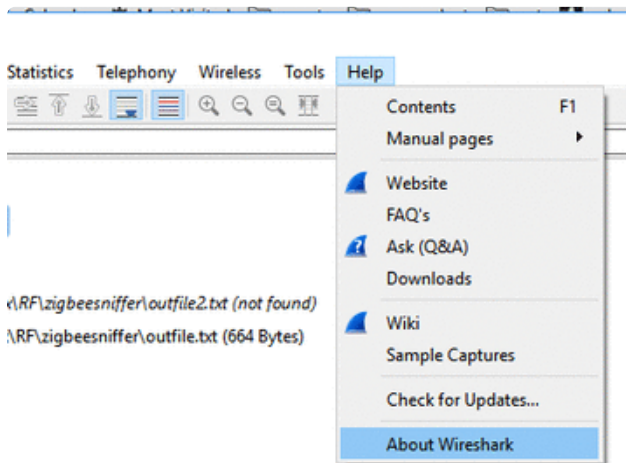 Statistics Telephony Wireless Tools Help
Contents F1
Manual pages
Website
FAQ's
Ask (Q&A)
Downloads
Wiki
Sample Captures
Check for Updates...
About Wireshark
\RF\zigbeesniffer\outfile2.txt (not found)
\RF\zigbeesniffer\outfile.txt (664 Bytes)